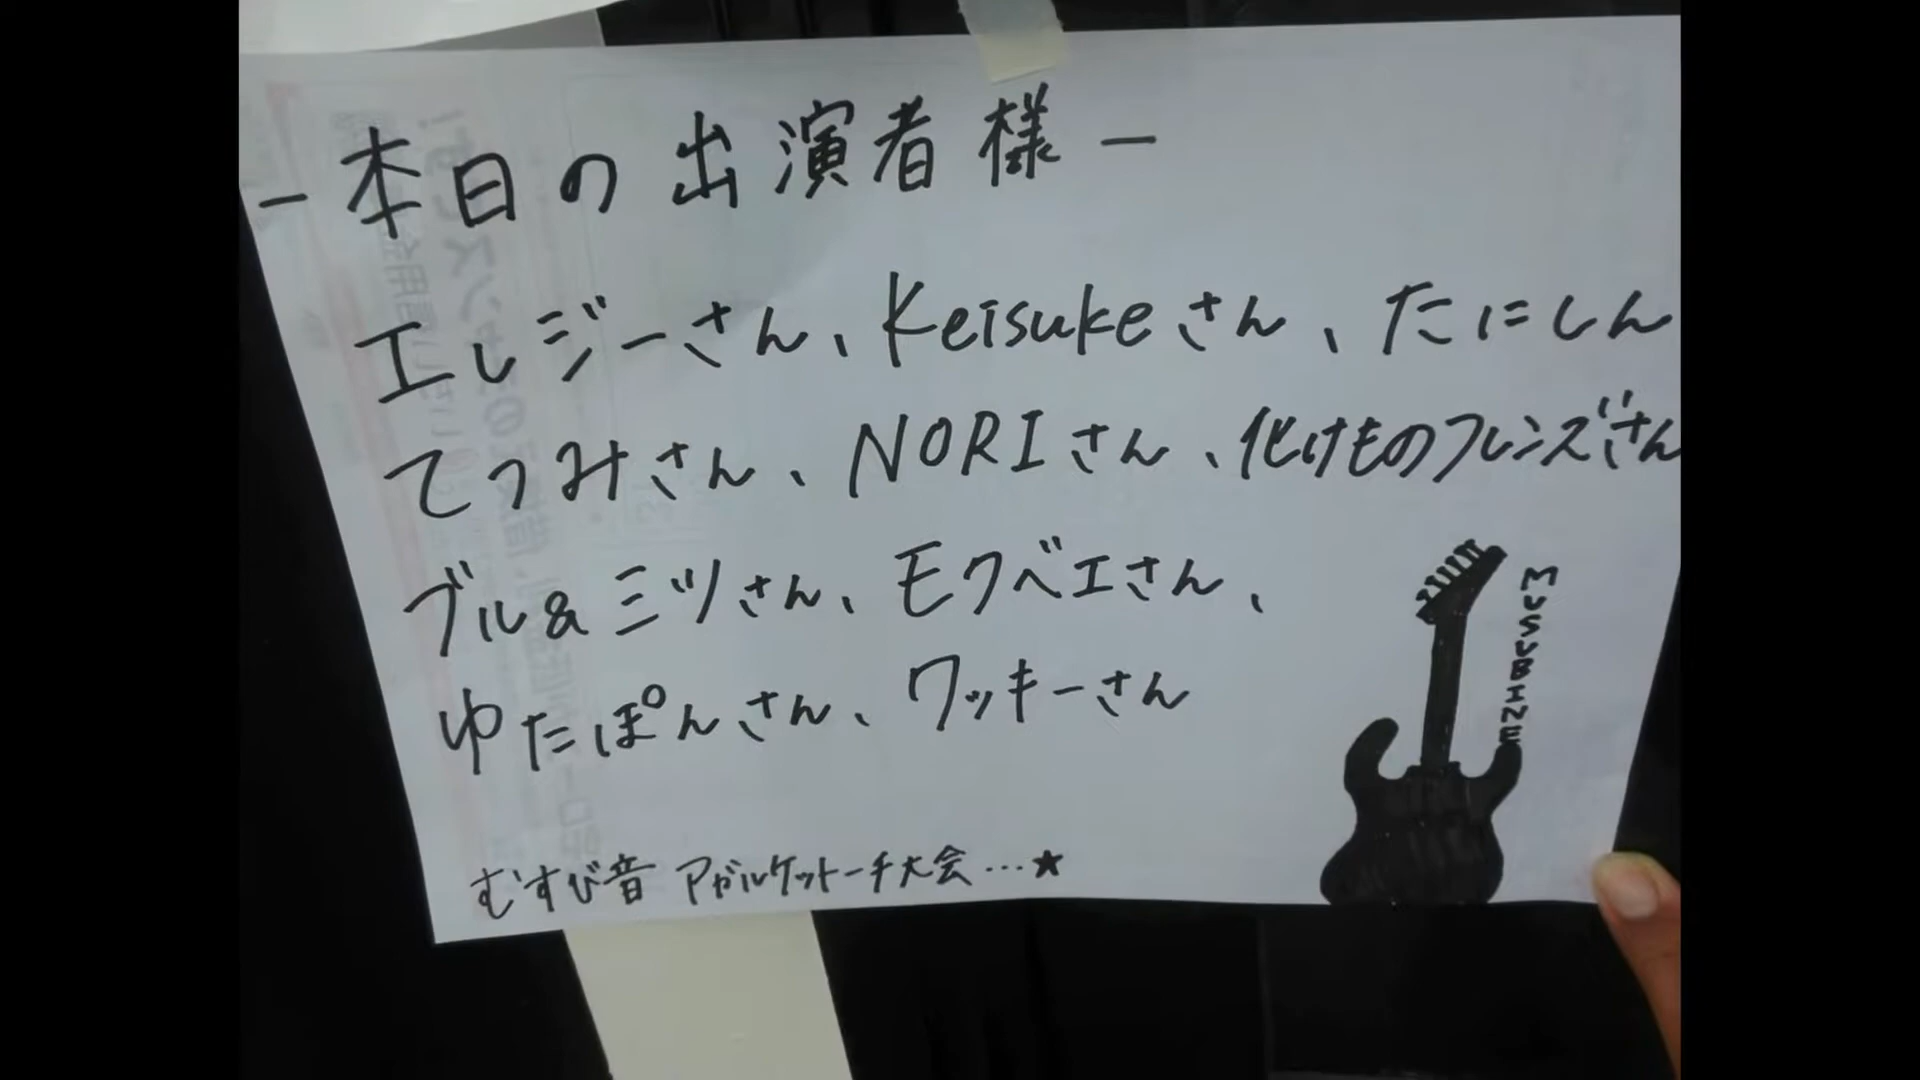 -本日の出演者様-
エレジーさん、Keisukeさん、たにしん
てつみさん、NORIさん、化けものフレンズさん
ブル&ミツさん、モクベエさん、
ゆたぽんさん、ワッキーさん
MUSUBINE
むすび音 アガルケットーチ大会…★